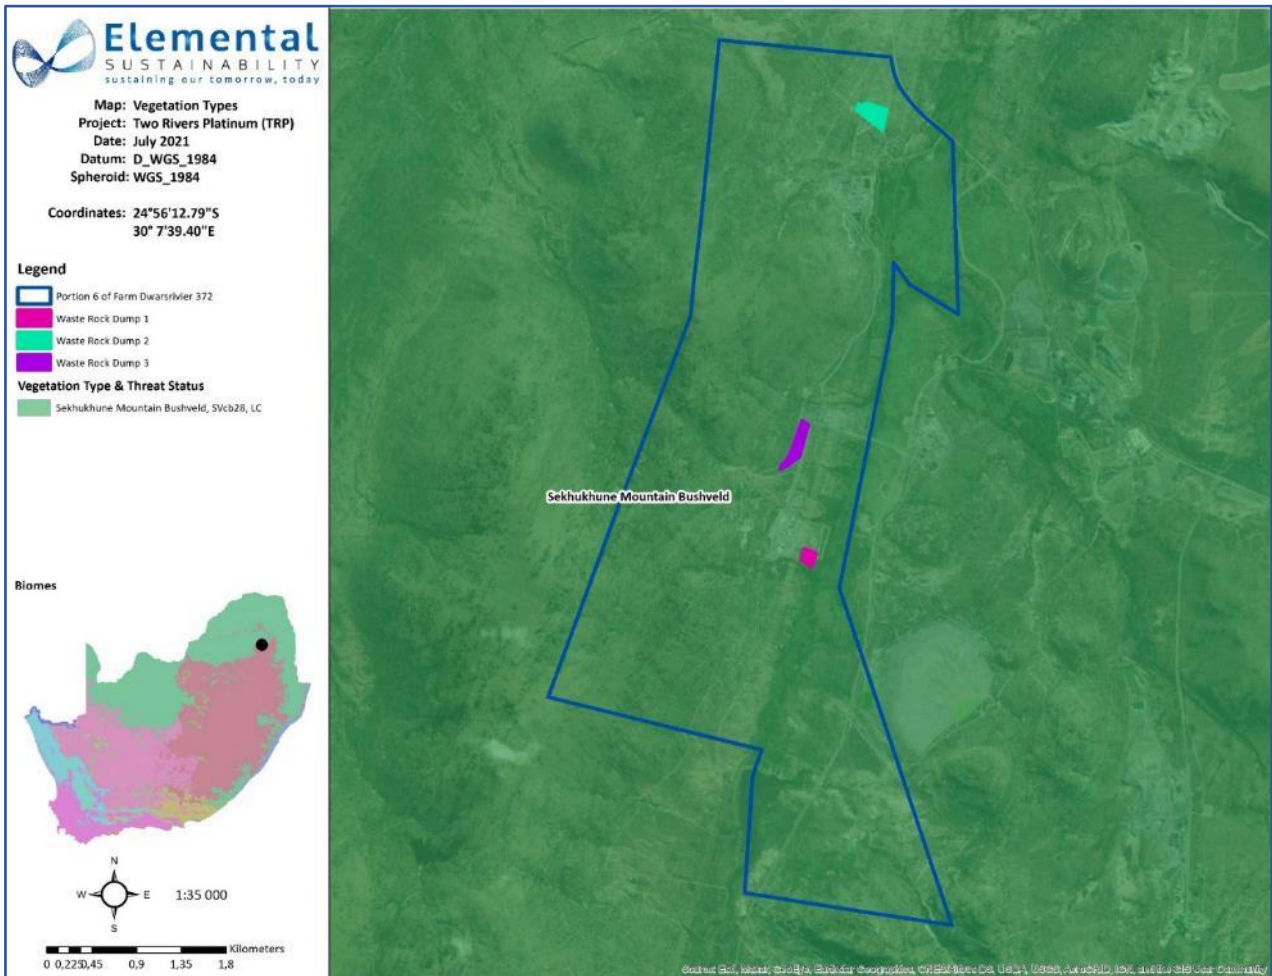 Elemental
SUSTAINABILITY
sustaining our tomorrow, today
Map: Vegetation Types
Project: Two Rivers Platinum (TRP)
Date: July 2021
Datum: D_WGS_1984
Spheroid: WGS_1984
Coordinates: 24°56'12.79"S
30° 7'39.40"E
Legend
Portion 6 of Farm Dwarsrivier 372
Waste Rock Dump 1
Waste Rock Dump 2
Waste Rock Dump 3
Vegetation Type & Threat Status
Sekhukhune Mountain Bushveld, SVcb28, LC
Sekhukhune Mountain Bushveld
Biomes
N
W E 1:35 000
S
Kilometers
0 0,225 0,45 0,9 1,35 1,8